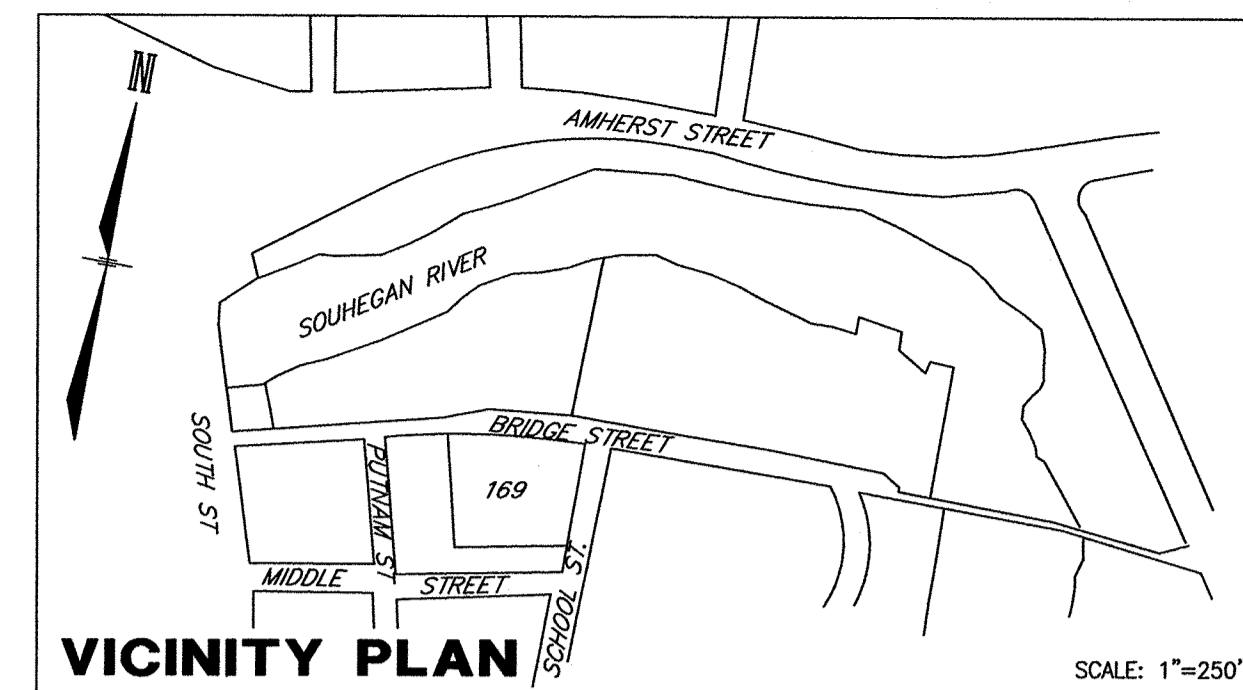 N
AMHERST STREET
SOUHEGAN RIVER
BRIDGE STREET
SOUTH ST
PUTNAM ST
169
MIDDLE STREET
SCHOOL ST.
VICINITY PLAN
SCALE: 1"=250'